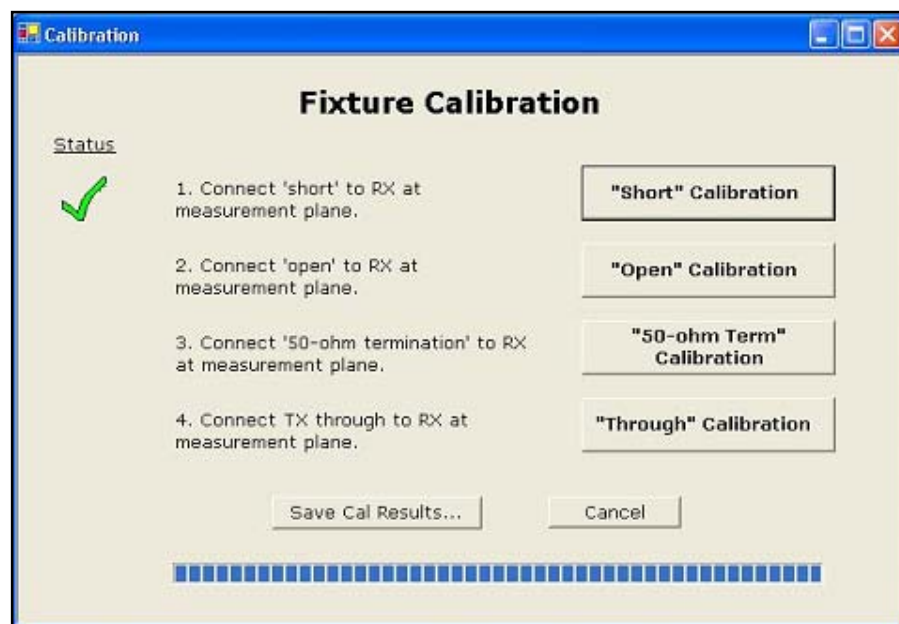 Calibration
Fixture Calibration
Status
1. Connect 'short' to RX at
measurement plane.
"Short" Calibration
2. Connect 'open' to RX at
measurement plane.
"Open" Calibration
3. Connect '50-ohm termination' to RX
at measurement plane.
"50-ohm Term"
Calibration
4. Connect TX through to RX at
measurement plane.
"Through" Calibration
Save Cal Results...
Cancel